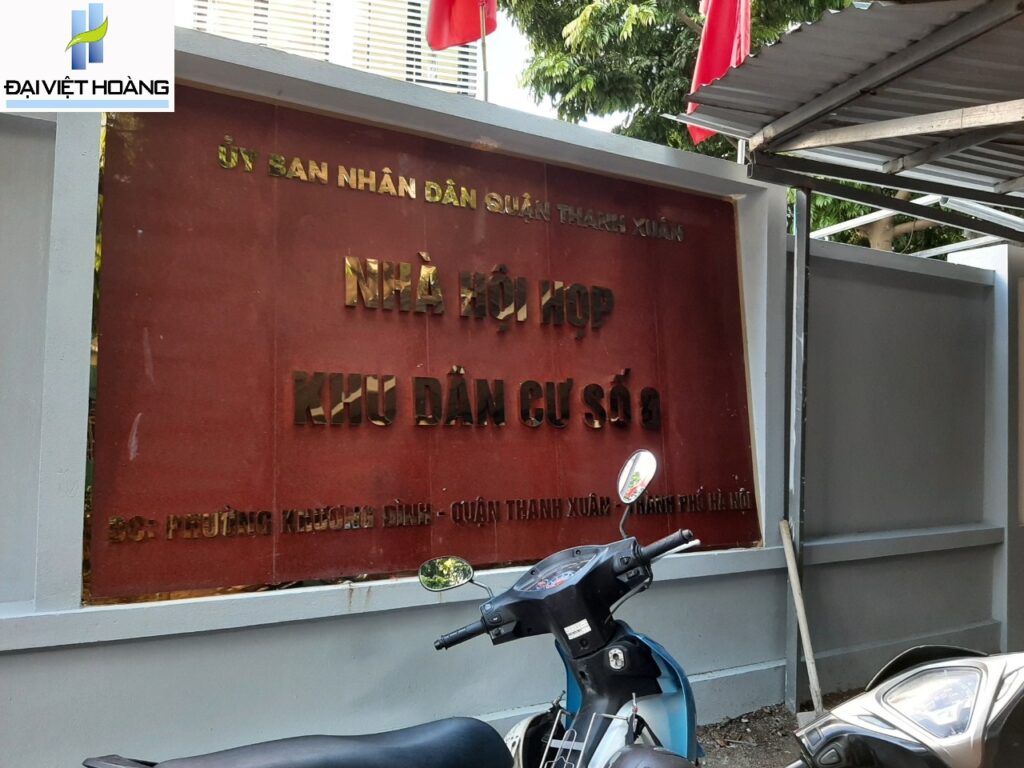 ĐẠI VIỆT HOÀNG
ỦY BAN NHÂN DÂN QUẬN THANH XUÂN
NHÀ HỘI HỌP
KHU DÂN CƯ SỐ 8
ĐC: PHƯỜNG KHƯƠNG ĐÌNH - QUẬN THANH XUÂN - THÀNH PHỐ HÀ NỘI